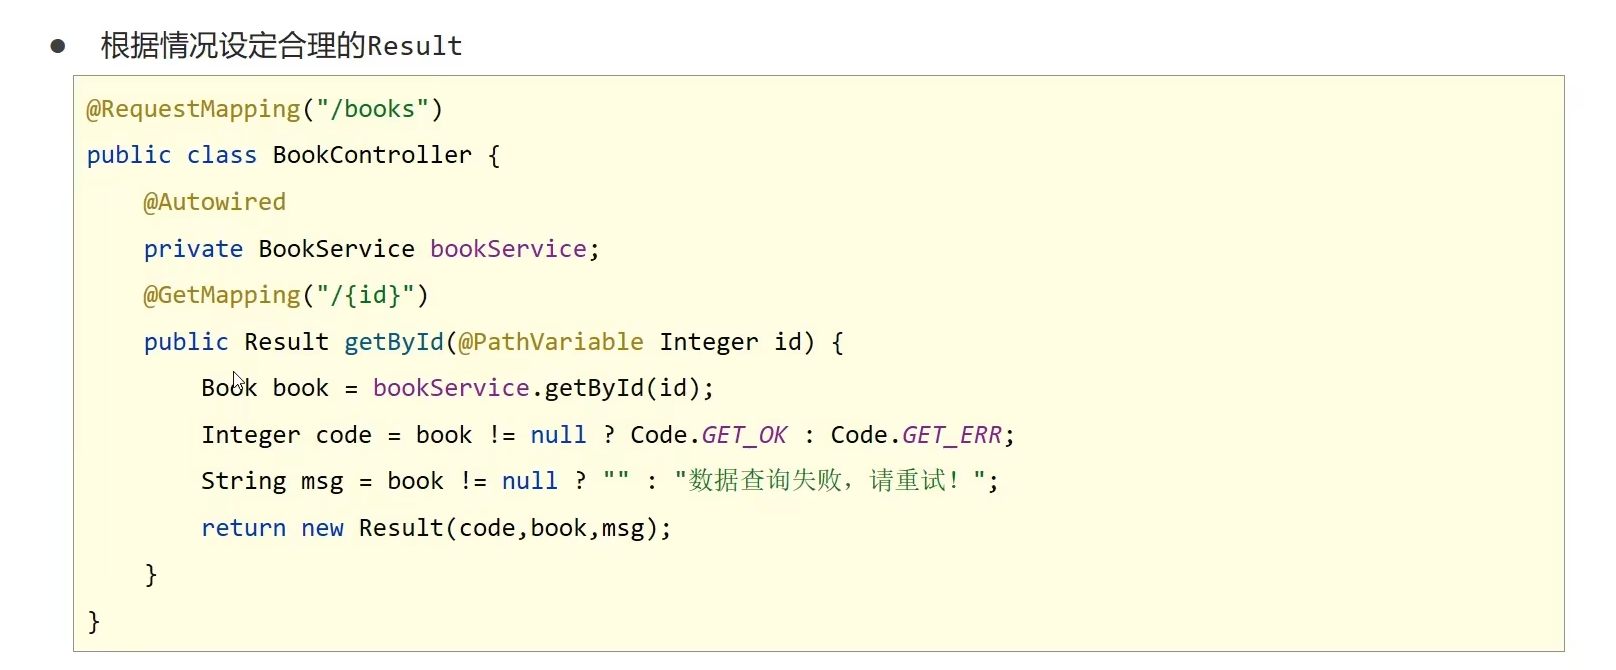 ● 根据情况设定合理的Result
@RequestMapping("/books")
public class BookController {
    @Autowired
    private BookService bookService;
    @GetMapping("/{id}")
    public Result getById(@PathVariable Integer id) {
        Book book = bookService.getById(id);
        Integer code = book != null ? Code.GET_OK : Code.GET_ERR;
        String msg = book != null ? "" : "数据查询失败，请重试！";
        return new Result(code,book,msg);
    }
}